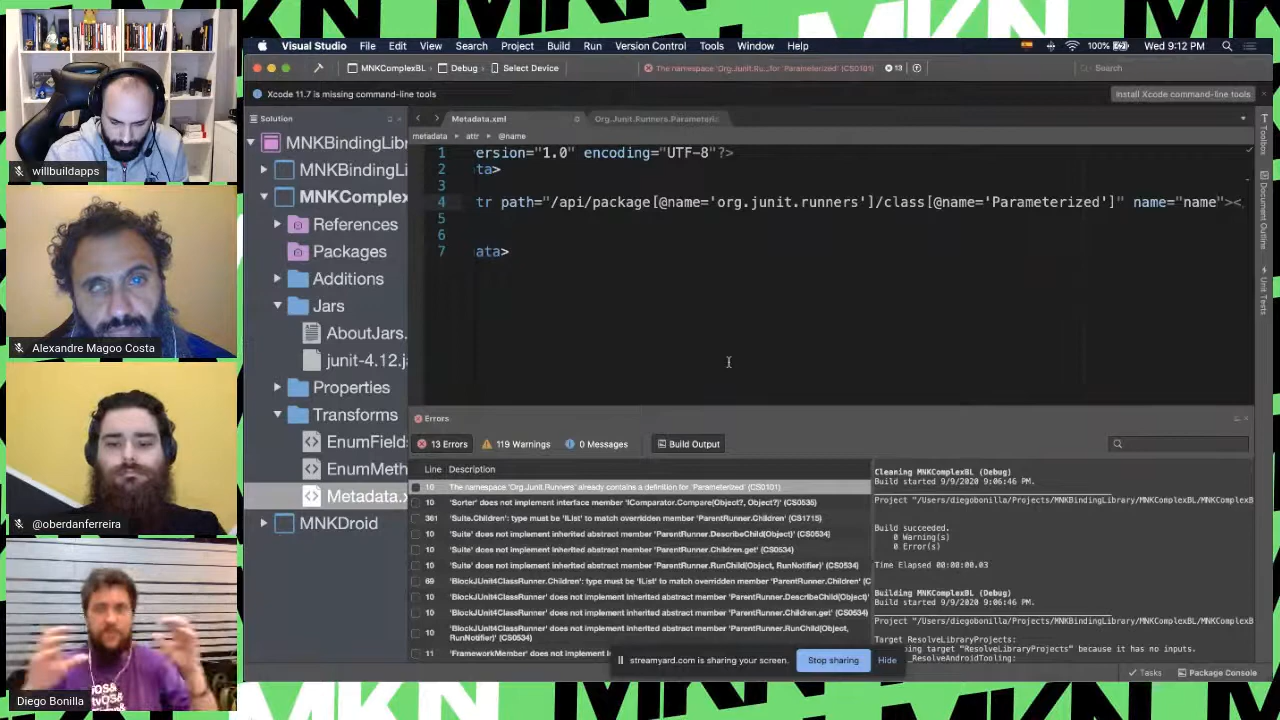 MKN
willbuildapps
Alexandre Magoo Costa
@oberdanferreira
Diego Bonilla
Visual Studio File Edit View Search Project Build Run Version Control Tools Window Help 100% Wed 9:12 PM
MNKComplexBL Debug Select Device
The namespace 'Org.Junit.Ru...for 'Parameterized' (CS0101) 13 Search
Xcode 11.7 is missing command-line tools Install Xcode command-line tools
Solution
MNKBindingLibr
MNKBindingLi
MNKComplex
References
Packages
Additions
Jars
AboutJars.
junit-4.12.j
Properties
Transforms
EnumField
EnumMeth
Metadata.x
MNKDroid
Metadata.xml Org.Junit.Runners.Parameteriz
metadata attr @name
1 ersion="1.0" encoding="UTF-8"?>
2 ta>
3
4 tr path="/api/package[@name='org.junit.runners']/class[@name='Parameterized']" name="name"><
5
6
7 ata>
Toolbox
Document Outline
Unit Tests
Errors
13 Errors 119 Warnings 0 Messages Build Output
Line Description
10 The namespace 'Org.Junit.Runners' already contains a definition for 'Parameterized' (CS0101)
10 'Sorter' does not implement interface member 'IComparator.Compare(Object?, Object?)' (CS0535)
361 'Suite.Children': type must be 'IList' to match overridden member 'ParentRunner.Children' (CS1715)
10 'Suite' does not implement inherited abstract member 'ParentRunner.DescribeChild(Object)' (CS0534)
10 'Suite' does not implement inherited abstract member 'ParentRunner.Children.get' (CS0534)
10 'Suite' does not implement inherited abstract member 'ParentRunner.RunChild(Object, RunNotifier)' (CS0534)
69 'BlockJUnit4ClassRunner.Children': type must be 'IList' to match overridden member 'ParentRunner.Children' (C
10 'BlockJUnit4ClassRunner' does not implement inherited abstract member 'ParentRunner.DescribeChild(Object)'
10 'BlockJUnit4ClassRunner' does not implement inherited abstract member 'ParentRunner.Children.get' (CS0534)
10 'BlockJUnit4ClassRunner' does not implement inherited abstract member 'ParentRunner.RunChild(Object,
RunNotifier)' (CS0534)
11 'FrameworkMember' does not implement in
Cleaning MNKComplexBL (Debug)
Build started 9/9/2020 9:06:46 PM.
Project "/Users/diegobonilla/Projects/MNKBindingLibrary/MNKComplexBL/MNKComplexB
Build succeeded.
0 Warning(s)
0 Error(s)
Time Elapsed 00:00:00.03
Building MNKComplexBL (Debug)
Build started 9/9/2020 9:06:46 PM.
Project "/Users/diegobonilla/Projects/MNKBindingLibrary/MNKComplexBL/MNKComplexB
Target ResolveLibraryProjects:
ping target "ResolveLibraryProjects" because it has no inputs.
_ResolveAndroidTooling:
streamyard.com is sharing your screen. Stop sharing Hide
Tasks Package Console